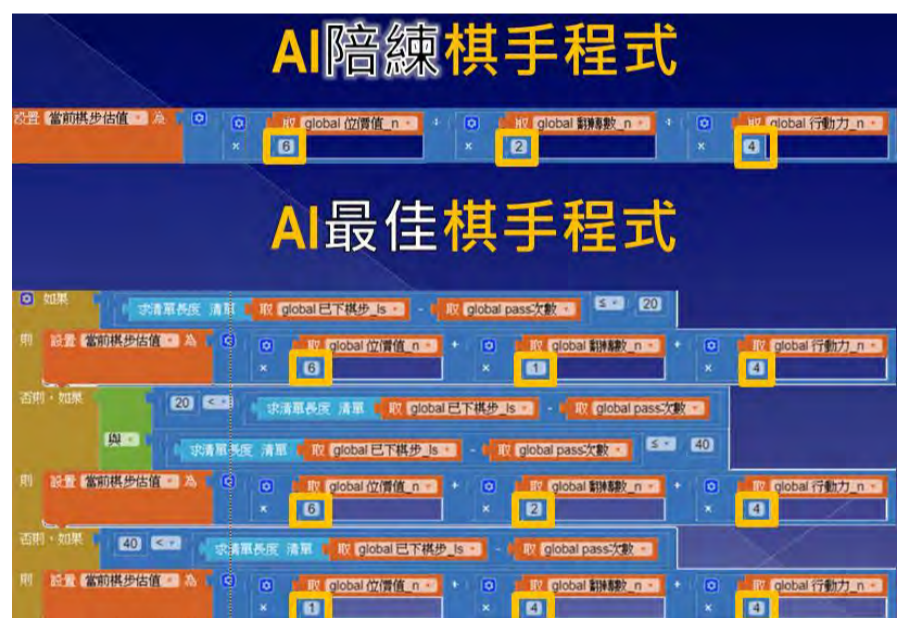 AI陪練棋手程式
設置 當前棋步估值 為 取 global 位價值_n + 取 global 翻轉數_n + 取 global 行動力_n
× 6 × 2 × 4
AI最佳棋手程式
如果 求清單長度 清單 取 global 已下棋步_ls - 取 global pass次數 ≤ 20
則 設置 當前棋步估值 為 取 global 位價值_n + 取 global 翻轉數_n + 取 global 行動力_n
× 6 × 1 × 4
否則，如果 20 < 求清單長度 清單 取 global 已下棋步_ls - 取 global pass次數
與 求清單長度 清單 取 global 已下棋步_ls - 取 global pass次數 ≤ 40
則 設置 當前棋步估值 為 取 global 位價值_n + 取 global 翻轉數_n + 取 global 行動力_n
× 6 × 2 × 4
否則，如果 40 < 求清單長度 清單 取 global 已下棋步_ls - 取 global pass次數
則 設置 當前棋步估值 為 取 global 位價值_n + 取 global 翻轉數_n + 取 global 行動力_n
× 1 × 4 × 4